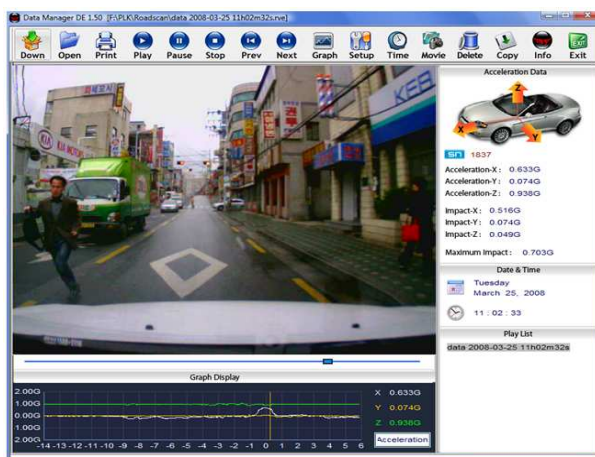 Data Manager DE 1.50 [F:\PLK\Roadscan\data 2008-03-25 11h02m32s.rve]
Down Open Print Play Pause Stop Prev Next Graph Setup Time Movie Delete Copy Info Exit
KIA KIA MOTORS
KFB
Acceleration Data
Z
X
Y
sn 1837
Acceleration-X : 0.633G
Acceleration-Y : 0.074G
Acceleration-Z : 0.938G
Impact-X : 0.516G
Impact-Y : 0.074G
Impact-Z : 0.049G
Maximum Impact : 0.703G
Date & Time
Tuesday
March 25, 2008
11 : 02 : 33
Play List
data 2008-03-25 11h02m32s
Graph Display
2.00G
1.00G
0.00G
1.00G
2.00G
-14 -13 -12 -11 -10 -9 -8 -7 -6 -5 -4 -3 -2 -1 0 1 2 3 4 5 6
X 0.633G
Y 0.074G
Z 0.938G
Acceleration